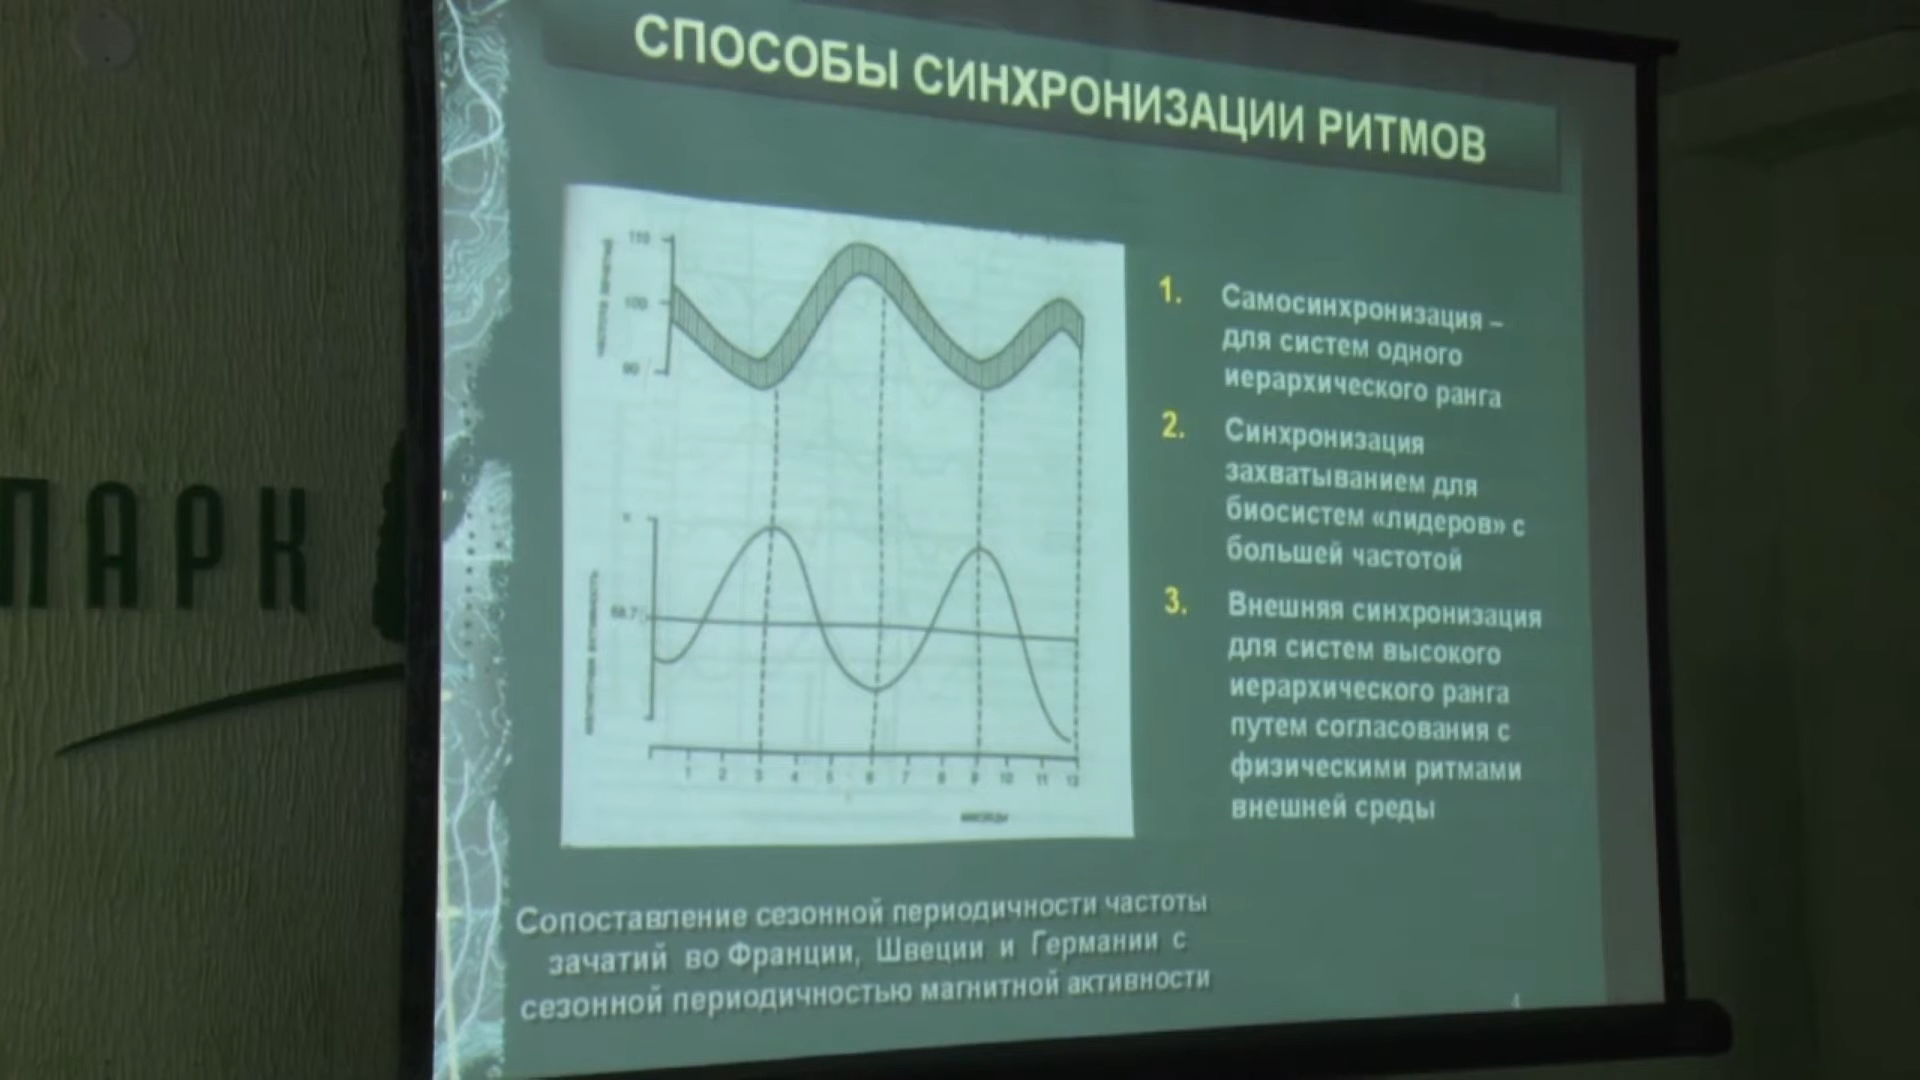 СПОСОБЫ СИНХРОНИЗАЦИИ РИТМОВ
ПАРК
110
100
90
1 2 3 4 5 6 7 8 9 10 11 12
месяцы
1. Самосинхронизация –
для систем одного
иерархического ранга
2. Синхронизация
захватыванием для
биосистем «лидеров» с
большей частотой
3. Внешняя синхронизация
для систем высокого
иерархического ранга
путем согласования с
физическими ритмами
внешней среды
Сопоставление сезонной периодичности частоты
зачатий во Франции, Швеции и Германии с
сезонной периодичностью магнитной активности
4